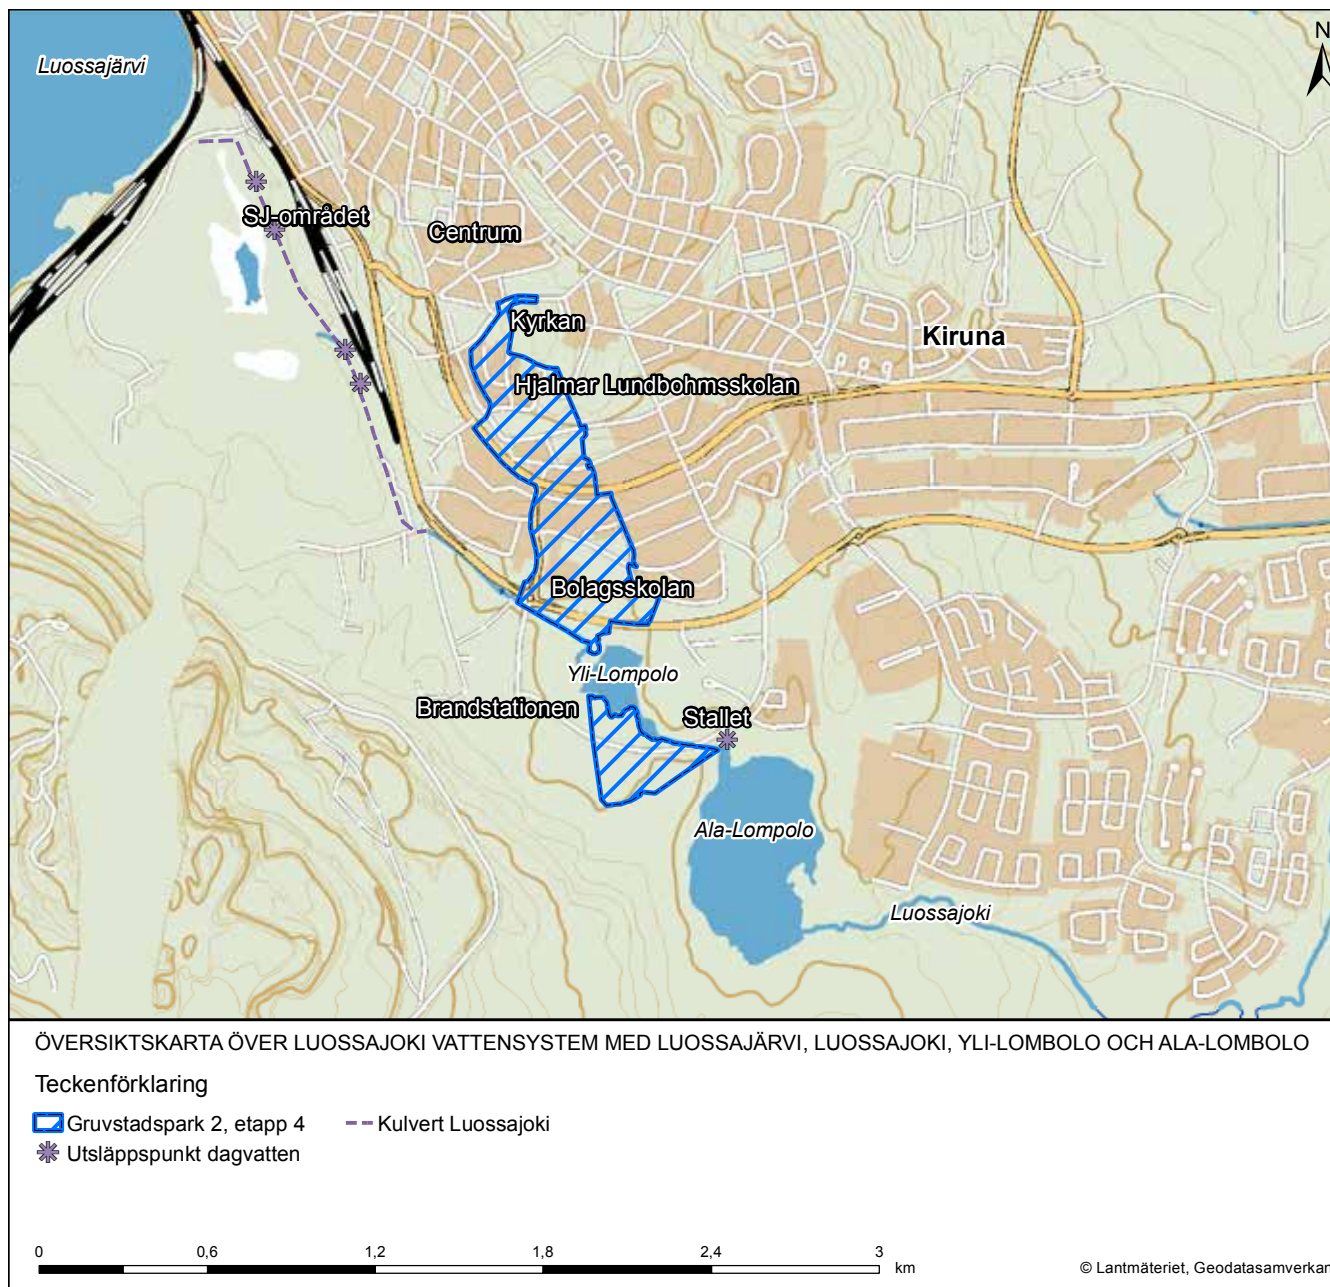 N
Luossajärvi
SJ-området
Centrum
Kyrkan
Kiruna
Hjalmar Lundbohmsskolan
Bolagsskolan
Yli-Lompolo
Brandstationen
Stallet
Ala-Lompolo
Luossajoki
ÖVERSIKTSKARTA ÖVER LUOSSAJOKI VATTENSYSTEM MED LUOSSAJÄRVI, LUOSSAJOKI, YLI-LOMBOLO OCH ALA-LOMBOLO
Teckenförklaring
Gruvstadspark 2, etapp 4
Kulvert Luossajoki
Utsläppspunkt dagvatten
0 0,6 1,2 1,8 2,4 3
km
© Lantmäteriet, Geodatasamverkan